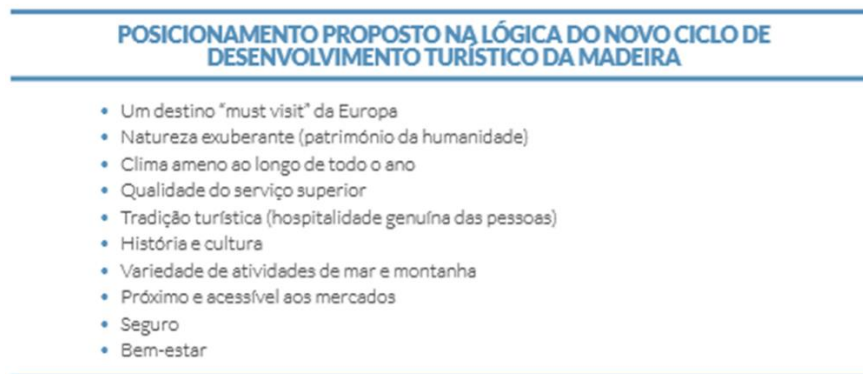 POSICIONAMENTO PROPOSTO NA LÓGICA DO NOVO CICLO DE
DESENVOLVIMENTO TURÍSTICO DA MADEIRA
• Um destino “must visit” da Europa
• Natureza exuberante (património da humanidade)
• Clima ameno ao longo de todo o ano
• Qualidade do serviço superior
• Tradição turística (hospitalidade genuína das pessoas)
• História e cultura
• Variedade de atividades de mar e montanha
• Próximo e acessível aos mercados
• Seguro
• Bem-estar